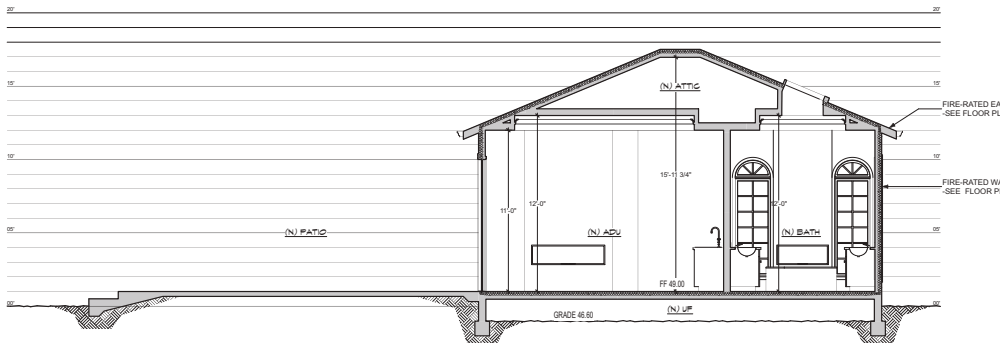 20'
20'
(N) ATTIC
15'
15'
FIRE-RATED EA
-SEE FLOOR PL
10'
10'
15'-11 3/4"
FIRE-RATED WA
-SEE FLOOR PL
11'-0"
12'-0"
12'-0"
05'
(N) PATIO
(N) ADU
(N) BATH
05'
FF 49.00
00'
GRADE 46.60
(N) UF
00'